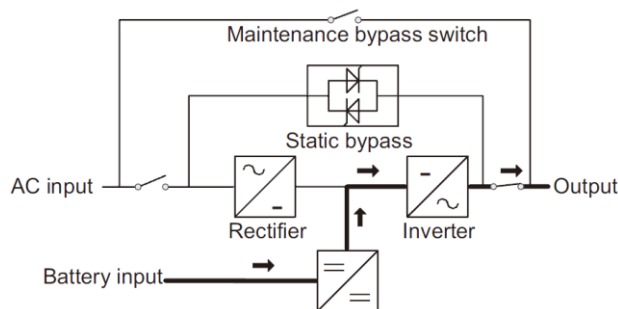 Maintenance bypass switch
Static bypass
AC input
Rectifier
Inverter
Output
Battery input